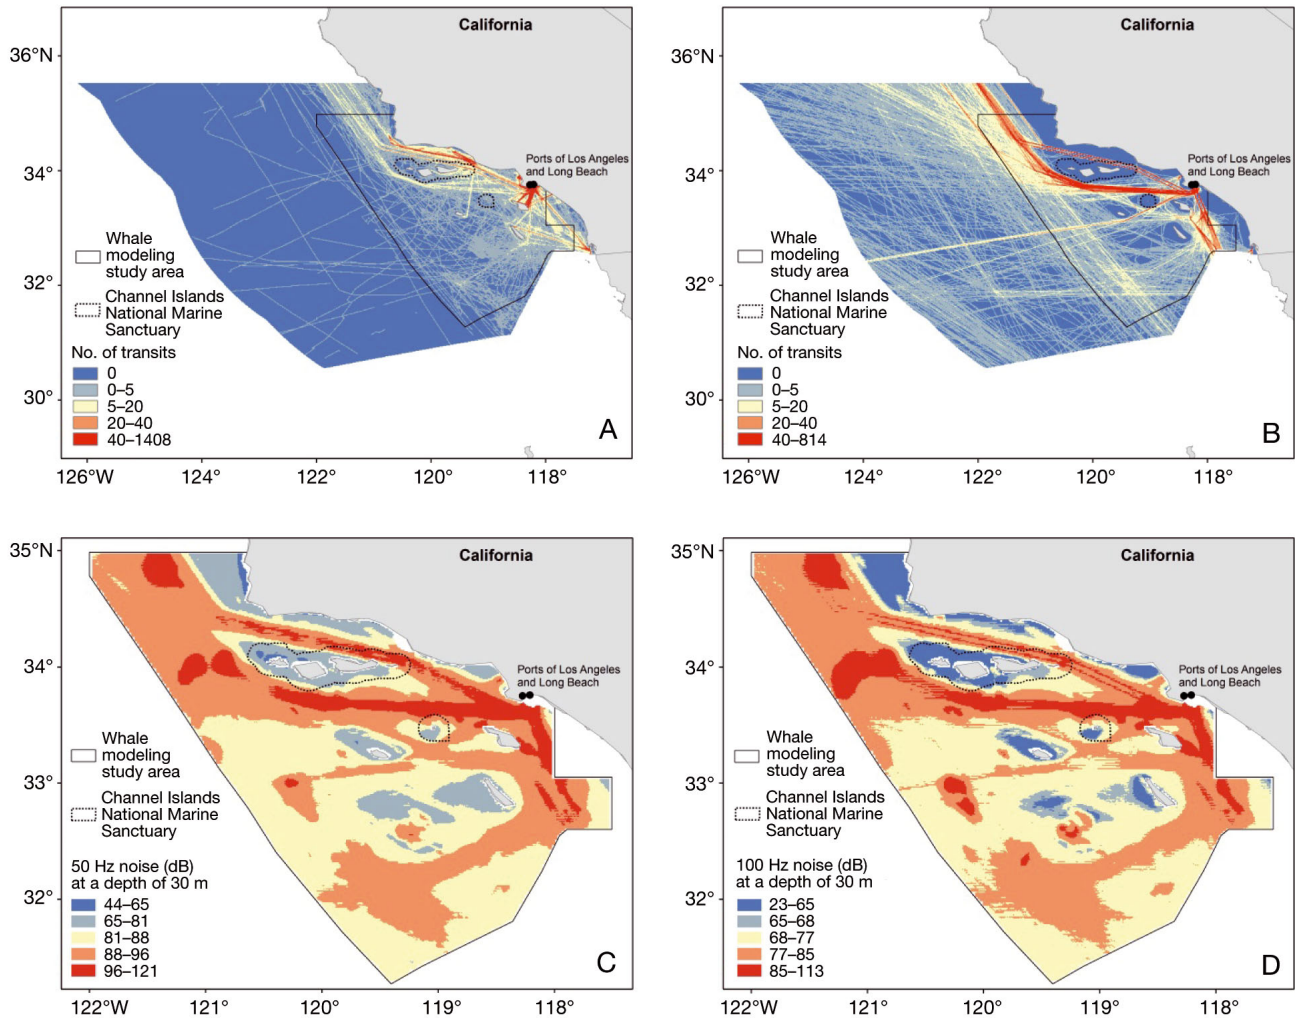 California
36°N
34°
32°
30°
Ports of Los Angeles
and Long Beach
Whale
modeling
study area
Channel Islands
National Marine
Sanctuary
No. of transits
0
0–5
5–20
20–40
40–1408
A
126°W
124°
122°
120°
118°
California
36°N
34°
32°
30°
Ports of Los Angeles
and Long Beach
Whale
modeling
study area
Channel Islands
National Marine
Sanctuary
No. of transits
0
0–5
5–20
20–40
40–814
B
126°W
124°
122°
120°
118°
California
35°N
34°
33°
32°
Ports of Los Angeles
and Long Beach
Whale
modeling
study area
Channel Islands
National Marine
Sanctuary
50 Hz noise (dB)
at a depth of 30 m
44–65
65–81
81–88
88–96
96–121
C
122°W
121°
120°
119°
118°
California
35°N
34°
33°
32°
Ports of Los Angeles
and Long Beach
Whale
modeling
study area
Channel Islands
National Marine
Sanctuary
100 Hz noise (dB)
at a depth of 30 m
23–65
65–68
68–77
77–85
85–113
D
122°W
121°
120°
119°
118°